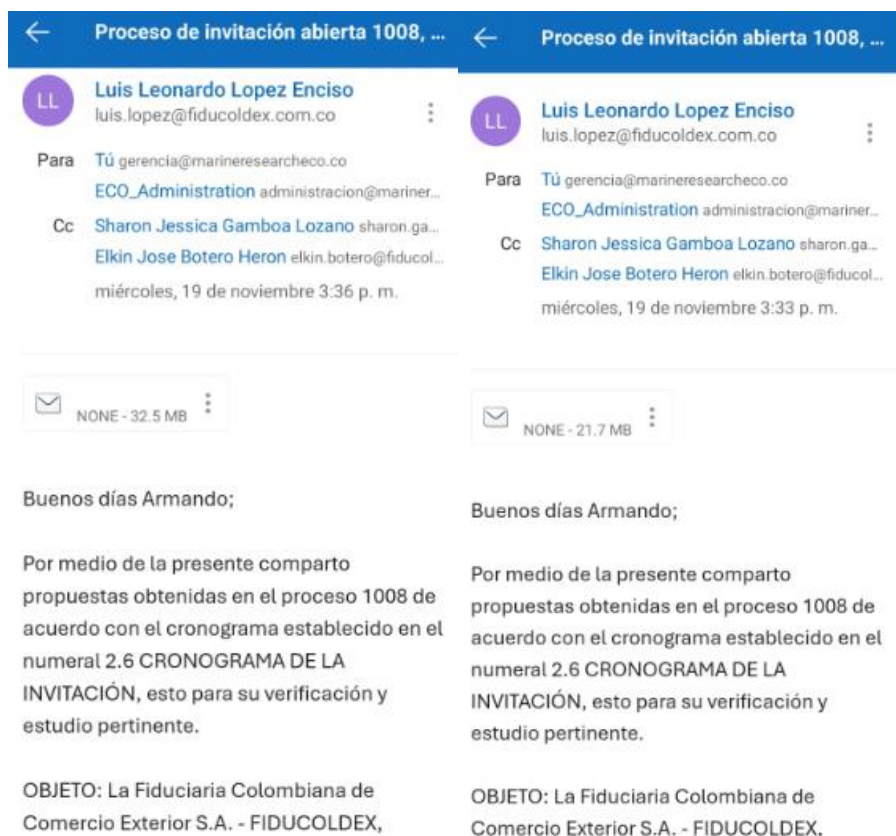 Proceso de invitación abierta 1008, ...
LL
Luis Leonardo Lopez Enciso
luis.lopez@fiducoldex.com.co
Para Tú gerencia@marineresearcheco.co
ECO_Administration administracion@mariner...
Cc Sharon Jessica Gamboa Lozano sharon.ga...
Elkin Jose Botero Heron elkin.botero@fiducol...
miércoles, 19 de noviembre 3:36 p. m.
NONE - 32.5 MB
Buenos días Armando;
Por medio de la presente comparto
propuestas obtenidas en el proceso 1008 de
acuerdo con el cronograma establecido en el
numeral 2.6 CRONOGRAMA DE LA
INVITACIÓN, esto para su verificación y
estudio pertinente.
OBJETO: La Fiduciaria Colombiana de
Comercio Exterior S.A. - FIDUCOLDEX,
Proceso de invitación abierta 1008, ...
LL
Luis Leonardo Lopez Enciso
luis.lopez@fiducoldex.com.co
Para Tú gerencia@marineresearcheco.co
ECO_Administration administracion@mariner...
Cc Sharon Jessica Gamboa Lozano sharon.ga...
Elkin Jose Botero Heron elkin.botero@fiducol...
miércoles, 19 de noviembre 3:33 p. m.
NONE - 21.7 MB
Buenos días Armando;
Por medio de la presente comparto
propuestas obtenidas en el proceso 1008 de
acuerdo con el cronograma establecido en el
numeral 2.6 CRONOGRAMA DE LA
INVITACIÓN, esto para su verificación y
estudio pertinente.
OBJETO: La Fiduciaria Colombiana de
Comercio Exterior S.A. - FIDUCOLDEX.